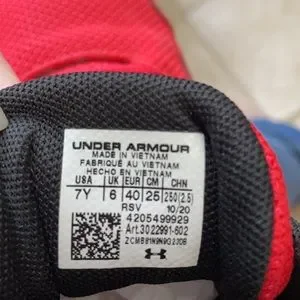 UNDER ARMOUR
MADE IN VIETNAM
FABRIQUÉ AU VIETNAM
HECHO EN VIETNAM
USA UK EUR CM CHN
7Y 6 40 25 250(2.5)
RSV 10/20
4205499929
Art.3022991-602